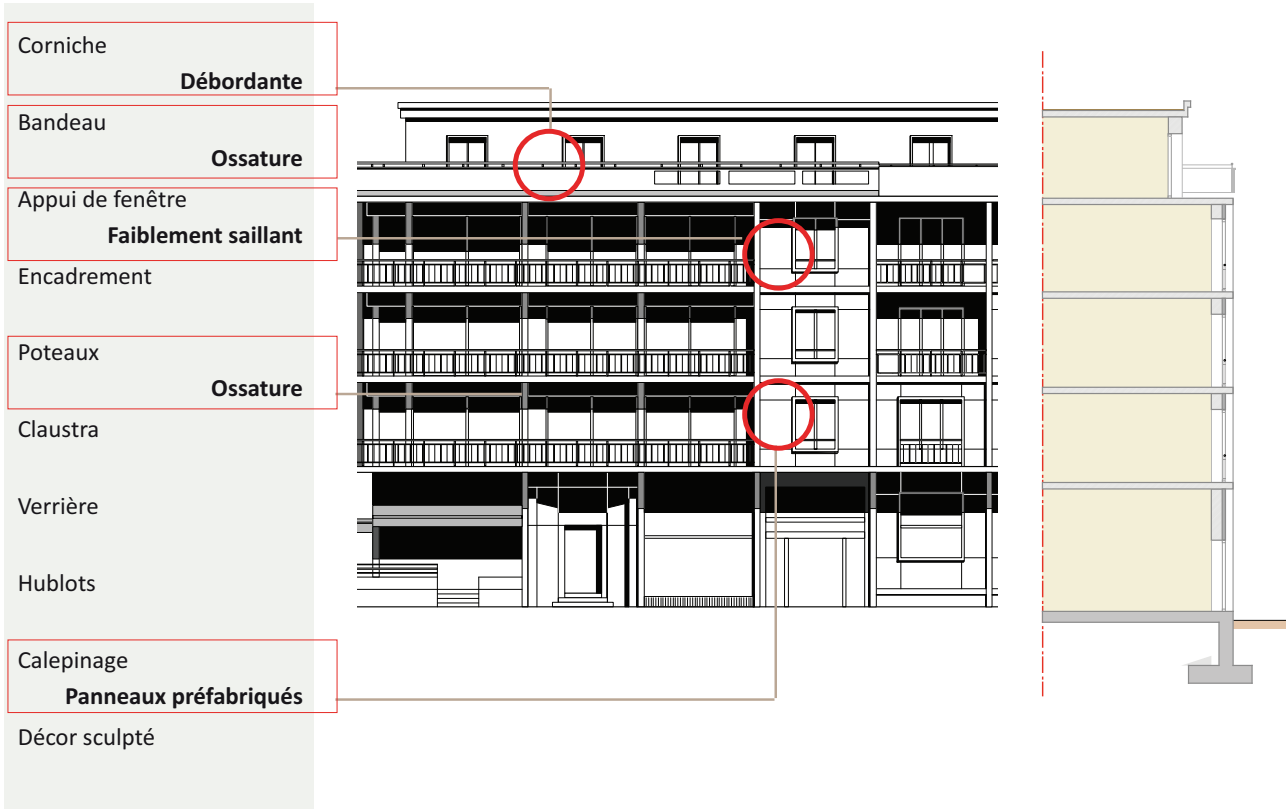 Corniche
Débordante
Bandeau
Ossature
Appui de fenêtre
Faiblement saillant
Encadrement
Poteaux
Ossature
Claustra
Verrière
Hublots
Calepinage
Panneaux préfabriqués
Décor sculpté